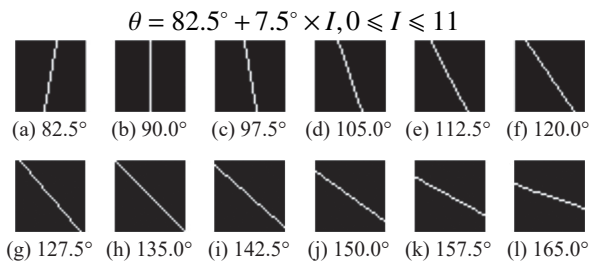 θ = 82.5° + 7.5° × I, 0 ⩽ I ⩽ 11
(a) 82.5° (b) 90.0° (c) 97.5° (d) 105.0° (e) 112.5° (f) 120.0°
(g) 127.5° (h) 135.0° (i) 142.5° (j) 150.0° (k) 157.5° (l) 165.0°